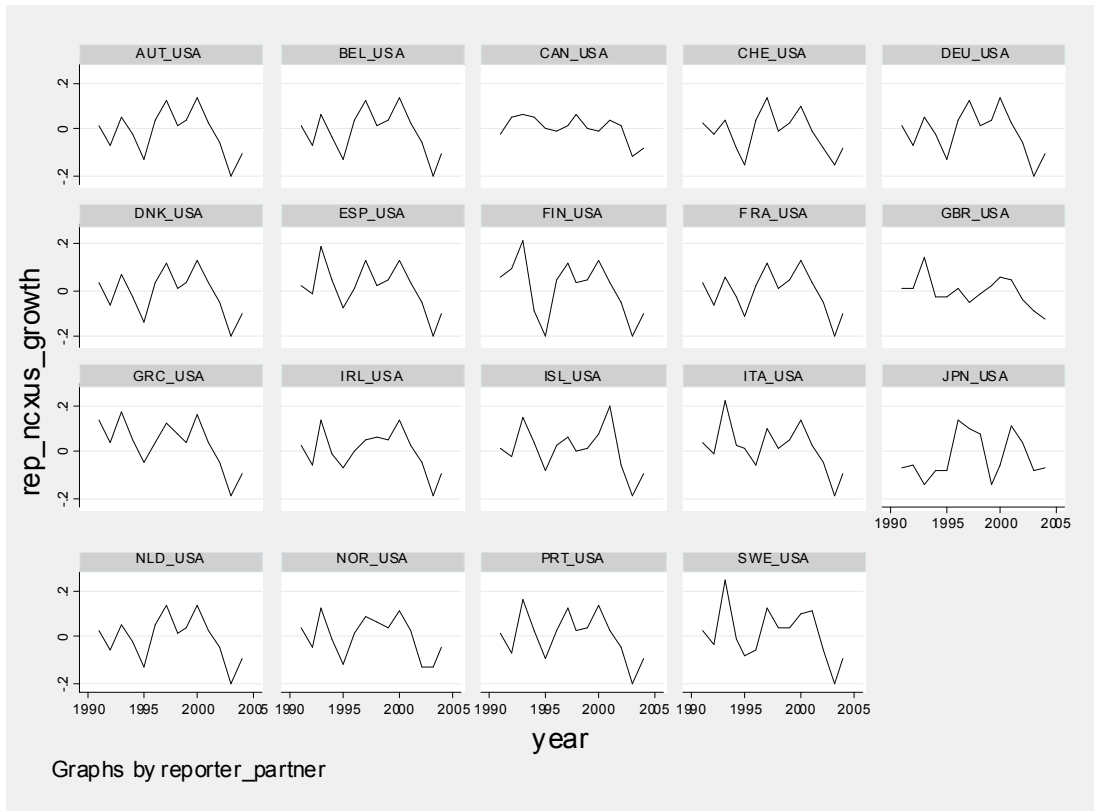 AUT_USA BEL_USA CAN_USA CHE_USA DEU_USA
.2
0
-.2
DNK_USA ESP_USA FIN_USA FRA_USA GBR_USA
.2
0
-.2
GRC_USA IRL_USA ISL_USA ITA_USA JPN_USA
.2
0
-.2
1990 1995 2000 2005
NLD_USA NOR_USA PRT_USA SWE_USA
.2
0
-.2
1990 1995 2000 2005 1990 1995 2000 2005 1990 1995 2000 2005 1990 1995 2000 2005
rep_ncxus_growth
year
Graphs by reporter_partner